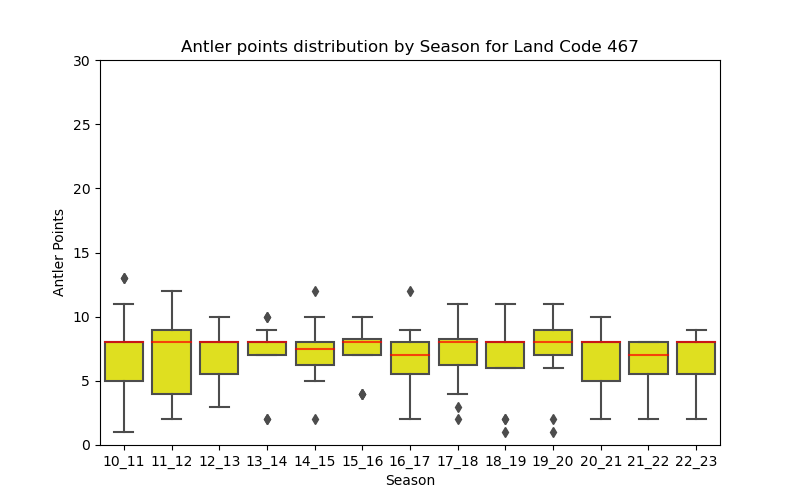 Antler points distribution by Season for Land Code 467
30
25
20
15
10
5
0
Antler Points
10_11 11_12 12_13 13_14 14_15 15_16 16_17 17_18 18_19 19_20 20_21 21_22 22_23
Season